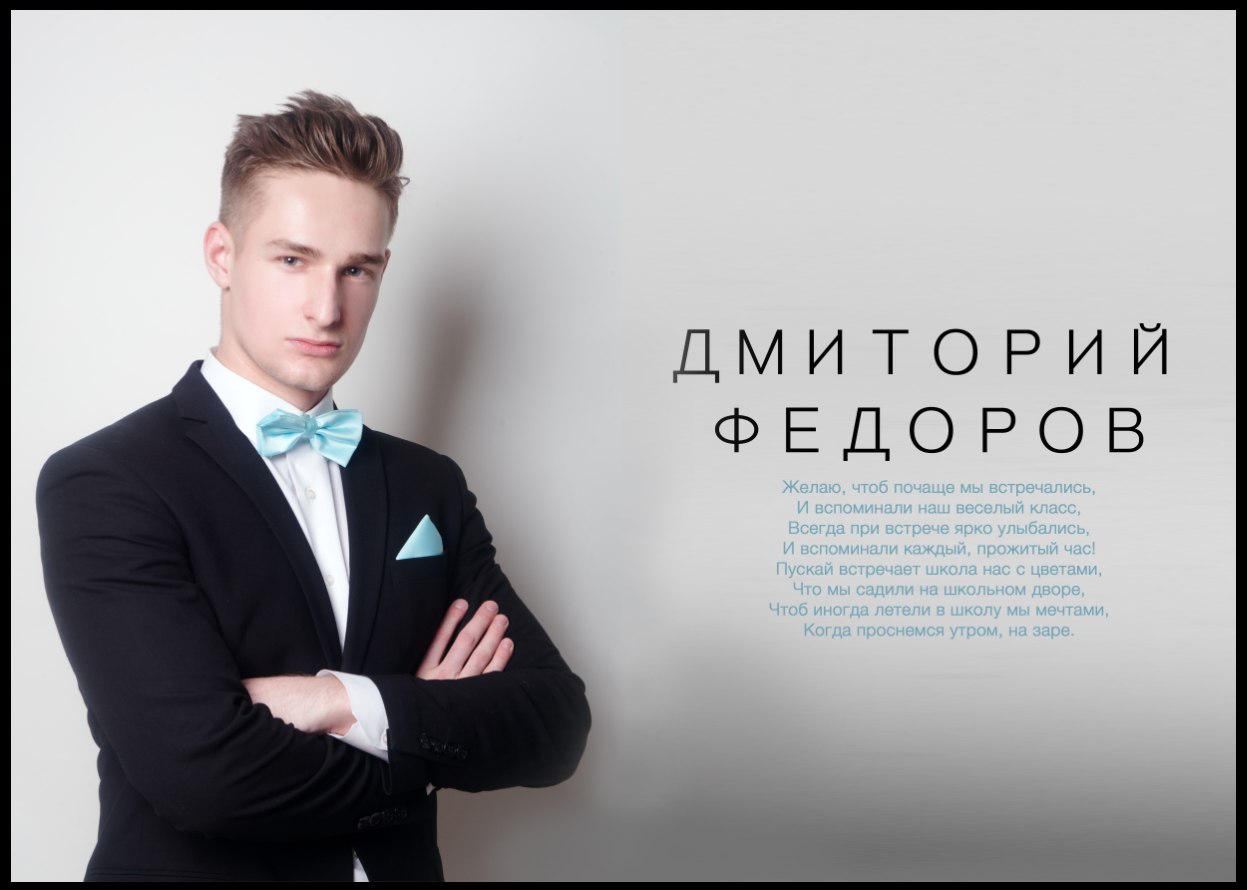 ДМИТОРИЙ
ФЕДОРОВ
Желаю, чтоб почаще мы встречались,
И вспоминали наш веселый класс,
Всегда при встрече ярко улыбались,
И вспоминали каждый, прожитый час!
Пускай встречает школа нас с цветами,
Что мы садили на школьном дворе,
Чтоб иногда летели в школу мы мечтами,
Когда проснемся утром, на заре.